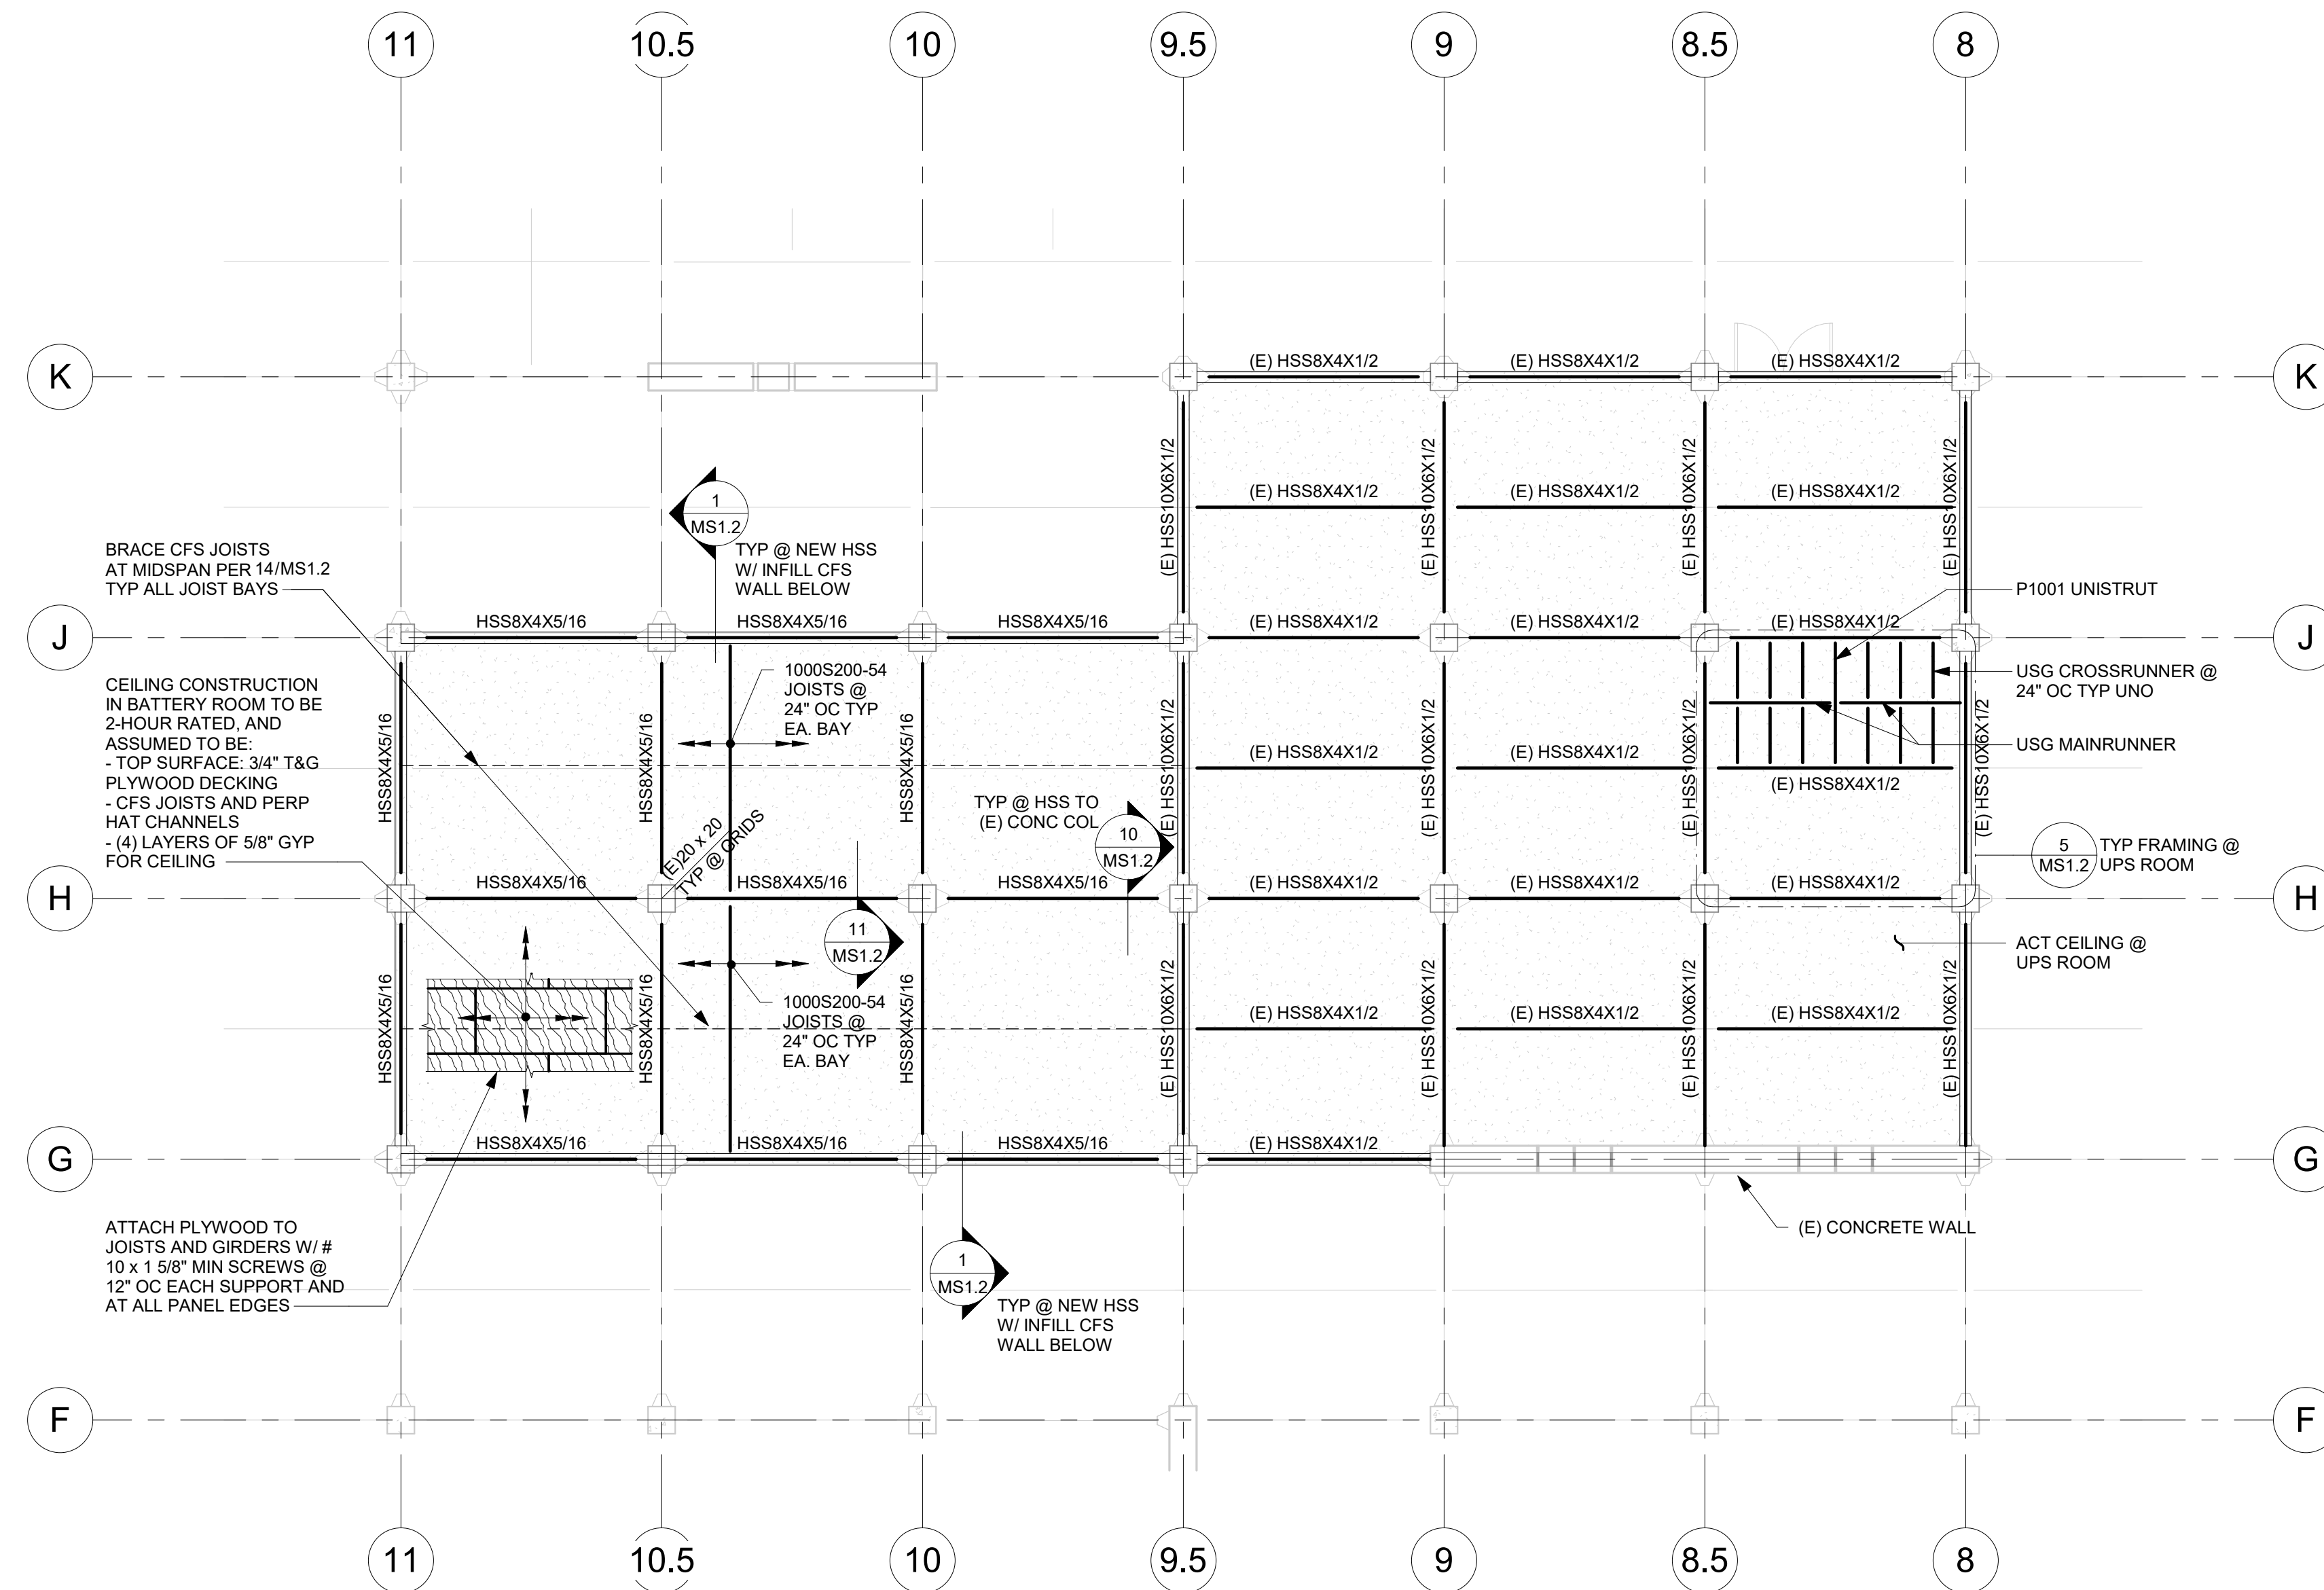 11
10.5
10
9.5
9
8.5
8
K
(E) HSS8X4X1/2
(E) HSS8X4X1/2
(E) HSS8X4X1/2
K
(E) HSS10X6X1/2
(E) HSS10X6X1/2
(E) HSS10X6X1/2
(E) HSS10X6X1/2
(E) HSS8X4X1/2
(E) HSS8X4X1/2
(E) HSS8X4X1/2
1
MS1.2
TYP @ NEW HSS
W/ INFILL CFS
WALL BELOW
BRACE CFS JOISTS
AT MIDSPAN PER 14/MS1.2
TYP ALL JOIST BAYS
P1001 UNISTRUT
J
HSS8X4X5/16
HSS8X4X5/16
HSS8X4X5/16
(E) HSS8X4X1/2
(E) HSS8X4X1/2
(E) HSS8X4X1/2
J
USG CROSSRUNNER @
24" OC TYP UNO
USG MAINRUNNER
CEILING CONSTRUCTION
IN BATTERY ROOM TO BE
2-HOUR RATED, AND
ASSUMED TO BE:
- TOP SURFACE: 3/4" T&G
PLYWOOD DECKING
- CFS JOISTS AND PERP
HAT CHANNELS
- (4) LAYERS OF 5/8" GYP
FOR CEILING
1000S200-54
JOISTS @
24" OC TYP
EA. BAY
HSS8X4X5/16
HSS8X4X5/16
HSS8X4X5/16
(E) HSS10X6X1/2
(E) HSS10X6X1/2
(E) HSS10X6X1/2
(E) HSS10X6X1/2
(E) HSS8X4X1/2
(E) HSS8X4X1/2
(E) HSS8X4X1/2
TYP @ HSS TO
(E) CONC COL
10
MS1.2
(E)20 x 20
TYP @ GRIDS
5
MS1.2
TYP FRAMING @
UPS ROOM
H
HSS8X4X5/16
HSS8X4X5/16
HSS8X4X5/16
(E) HSS8X4X1/2
(E) HSS8X4X1/2
(E) HSS8X4X1/2
H
11
MS1.2
ACT CEILING @
UPS ROOM
HSS8X4X5/16
HSS8X4X5/16
HSS8X4X5/16
(E) HSS10X6X1/2
(E) HSS10X6X1/2
(E) HSS10X6X1/2
(E) HSS10X6X1/2
1000S200-54
JOISTS @
24" OC TYP
EA. BAY
(E) HSS8X4X1/2
(E) HSS8X4X1/2
(E) HSS8X4X1/2
G
HSS8X4X5/16
HSS8X4X5/16
HSS8X4X5/16
(E) HSS8X4X1/2
G
ATTACH PLYWOOD TO
JOISTS AND GIRDERS W/ #
10 x 1 5/8" MIN SCREWS @
12" OC EACH SUPPORT AND
AT ALL PANEL EDGES
(E) CONCRETE WALL
1
MS1.2
TYP @ NEW HSS
W/ INFILL CFS
WALL BELOW
F
F
11
10.5
10
9.5
9
8.5
8